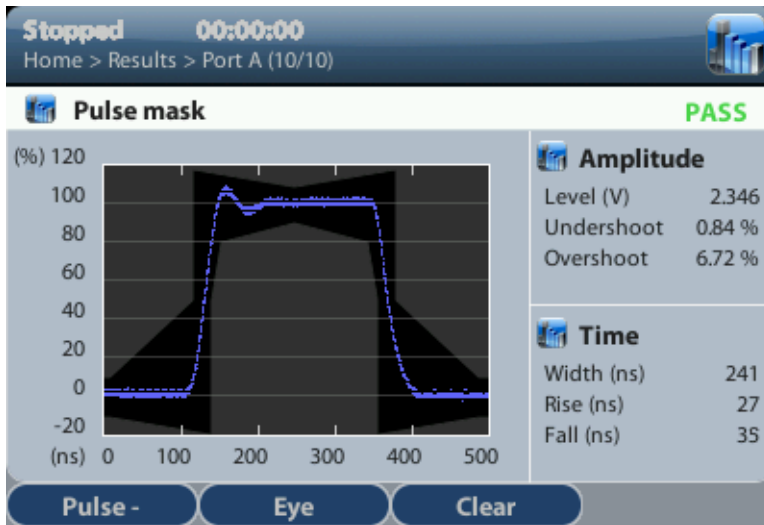 Stopped 00:00:00
Home > Results > Port A (10/10)
Pulse mask PASS
(%) 120
100
80
60
40
20
0
-20
(ns) 0 100 200 300 400 500
Amplitude
Level (V) 2.346
Undershoot 0.84 %
Overshoot 6.72 %
Time
Width (ns) 241
Rise (ns) 27
Fall (ns) 35
Pulse - Eye Clear